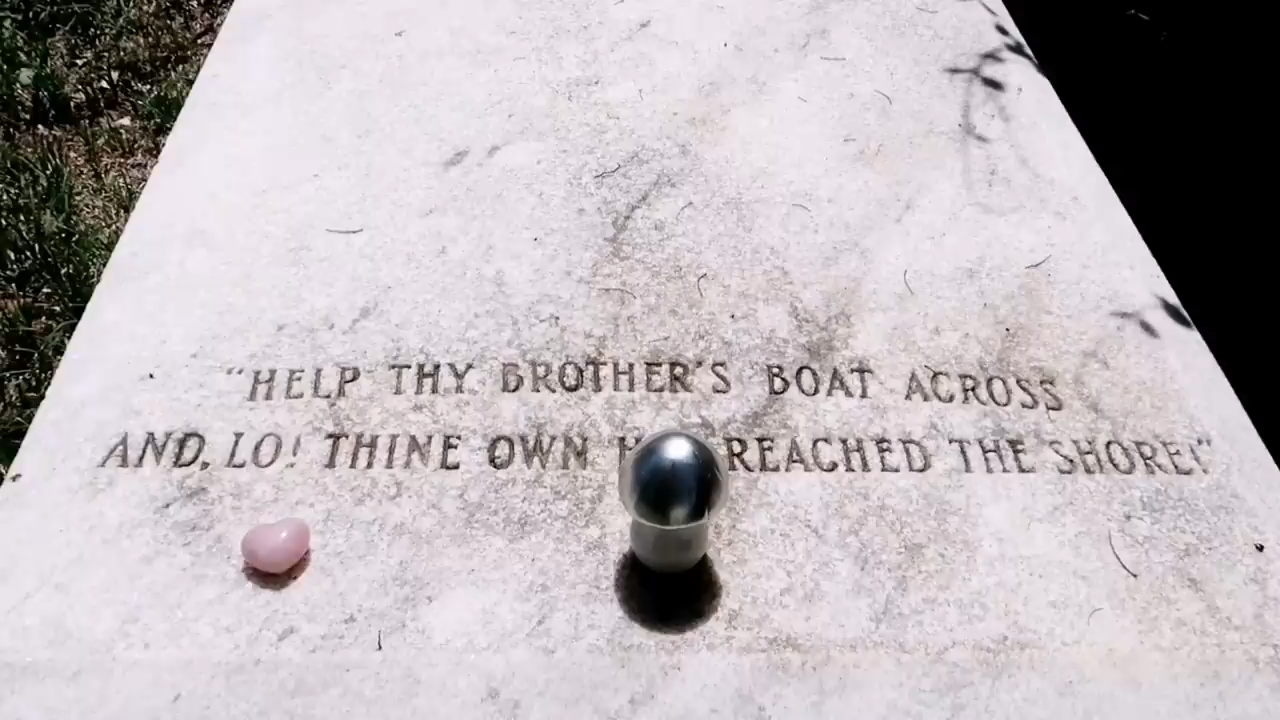 "HELP THY BROTHER'S BOAT ACROSS
AND, LO! THINE OWN REACHED THE SHORE!"